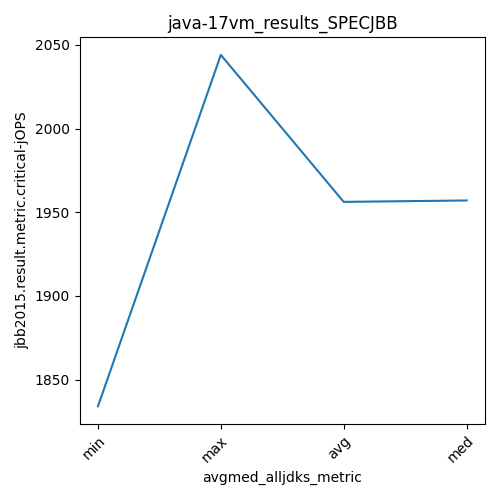 java-17vm_results_SPECJBB
jbb2015.result.metric.critical-jOPS
2050
2000
1950
1900
1850
min
max
avg
med
avgmed_alljdks_metric